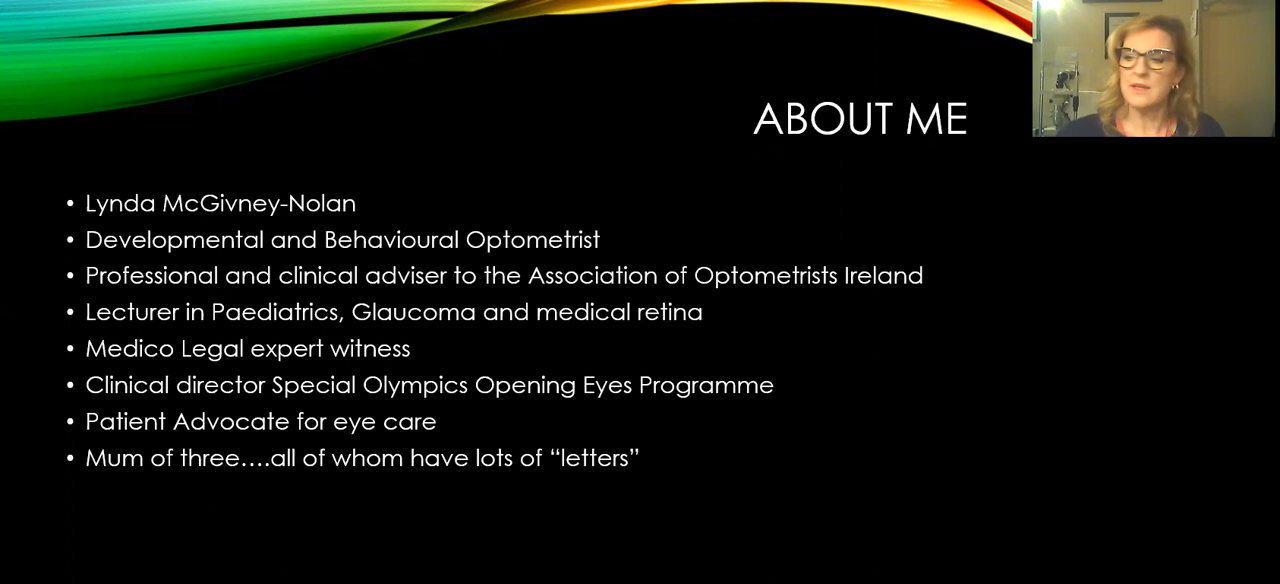 ABOUT ME
• Lynda McGivney-Nolan
• Developmental and Behavioural Optometrist
• Professional and clinical adviser to the Association of Optometrists Ireland
• Lecturer in Paediatrics, Glaucoma and medical retina
• Medico Legal expert witness
• Clinical director Special Olympics Opening Eyes Programme
• Patient Advocate for eye care
• Mum of three....all of whom have lots of “letters”